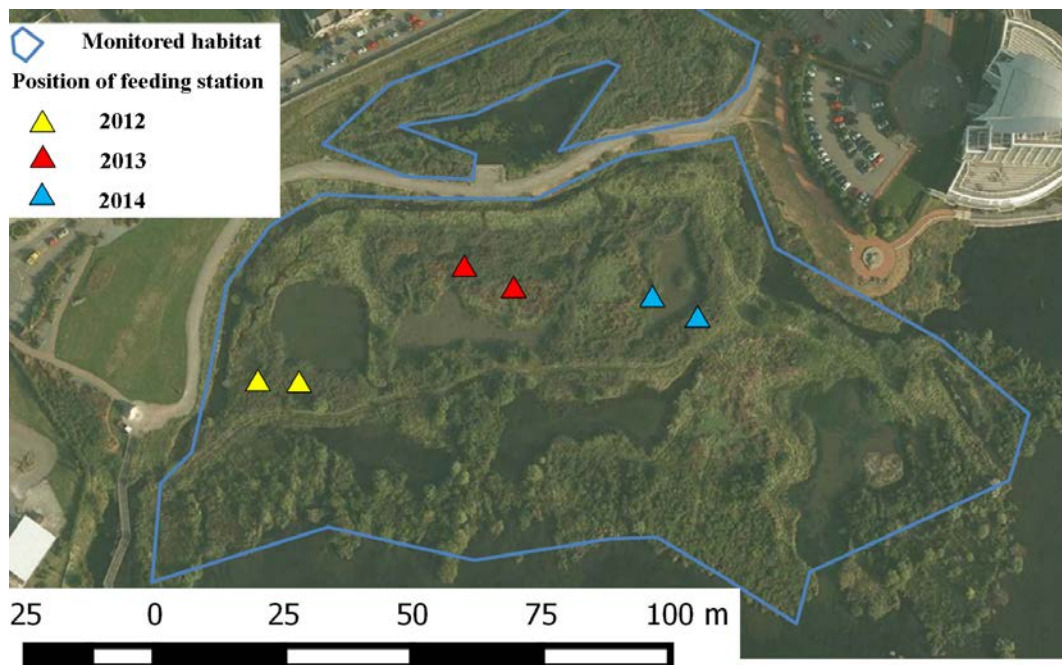 Monitored habitat
Position of feeding station
2012
2013
2014
25 0 25 50 75 100 m